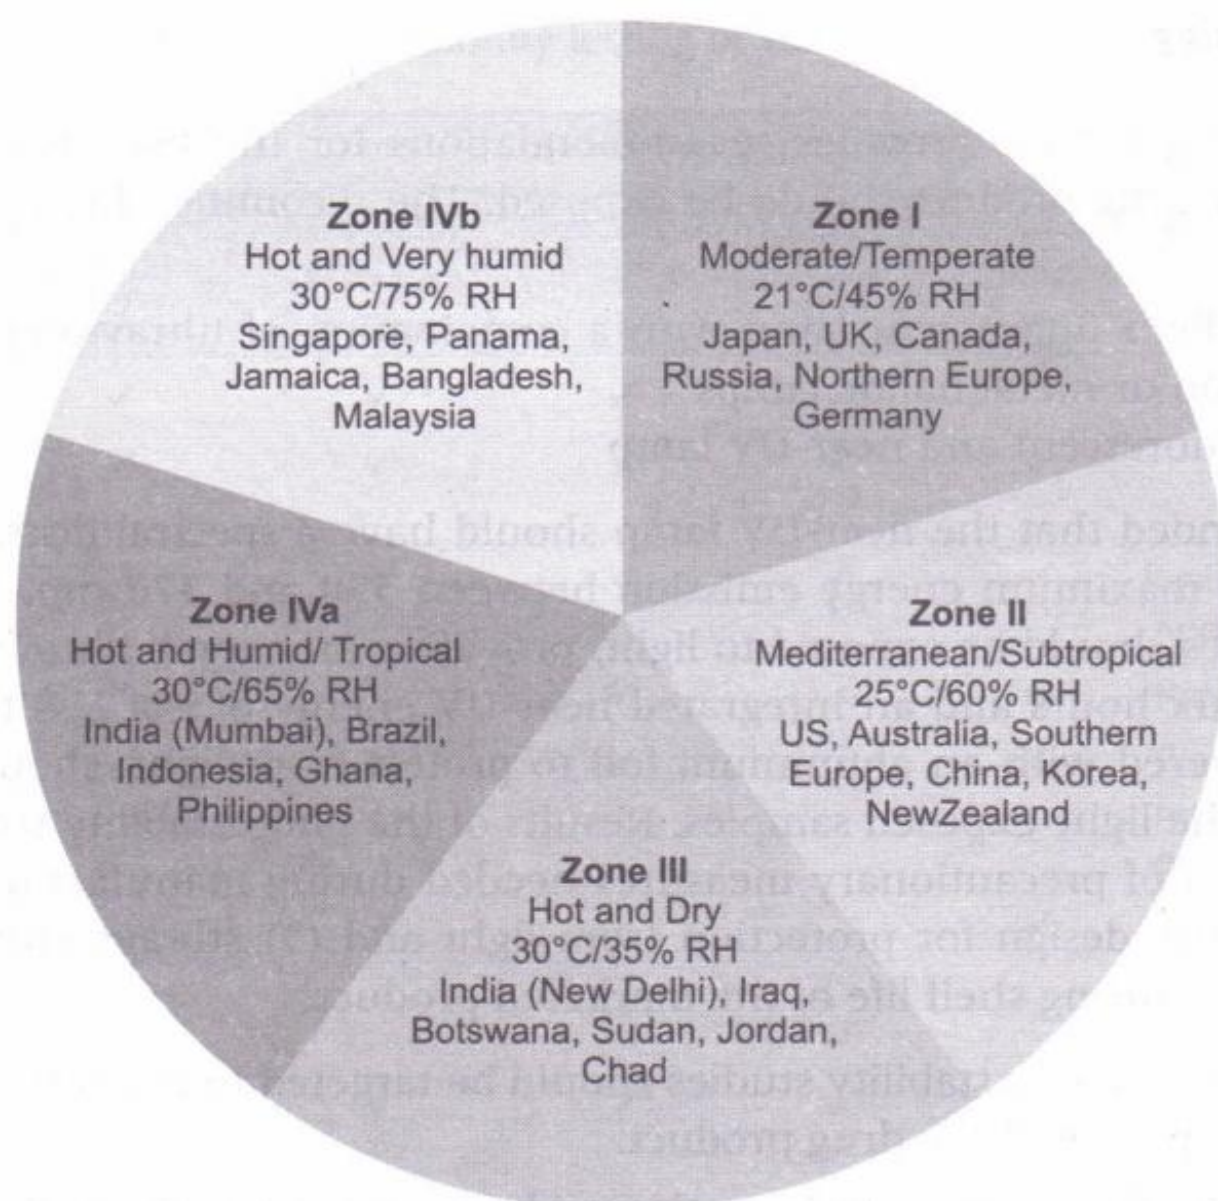 Zone IVb
Hot and Very humid
30°C/75% RH
Singapore, Panama,
Jamaica, Bangladesh,
Malaysia
Zone I
Moderate/Temperate
21°C/45% RH
Japan, UK, Canada,
Russia, Northern Europe,
Germany
Zone IVa
Hot and Humid/ Tropical
30°C/65% RH
India (Mumbai), Brazil,
Indonesia, Ghana,
Philippines
Zone II
Mediterranean/Subtropical
25°C/60% RH
US, Australia, Southern
Europe, China, Korea,
NewZealand
Zone III
Hot and Dry
30°C/35% RH
India (New Delhi), Iraq,
Botswana, Sudan, Jordan,
Chad